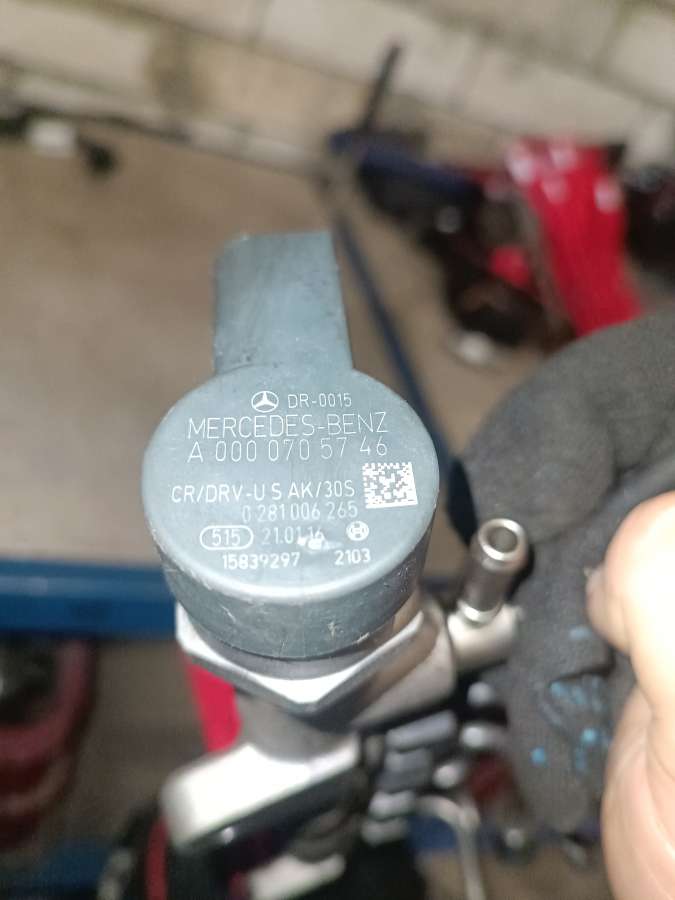 DR-0015
MERCEDES-BENZ
A 000 070 57 46
CR/DRV-U S AK/30S
0 281 006 265
515 21.01.16
15839297 2103